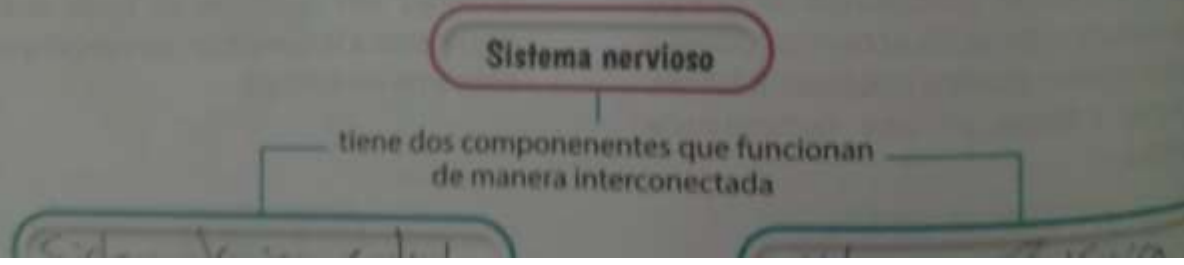 Sistema nervioso
tiene dos componenentes que funcionan
de manera interconectada